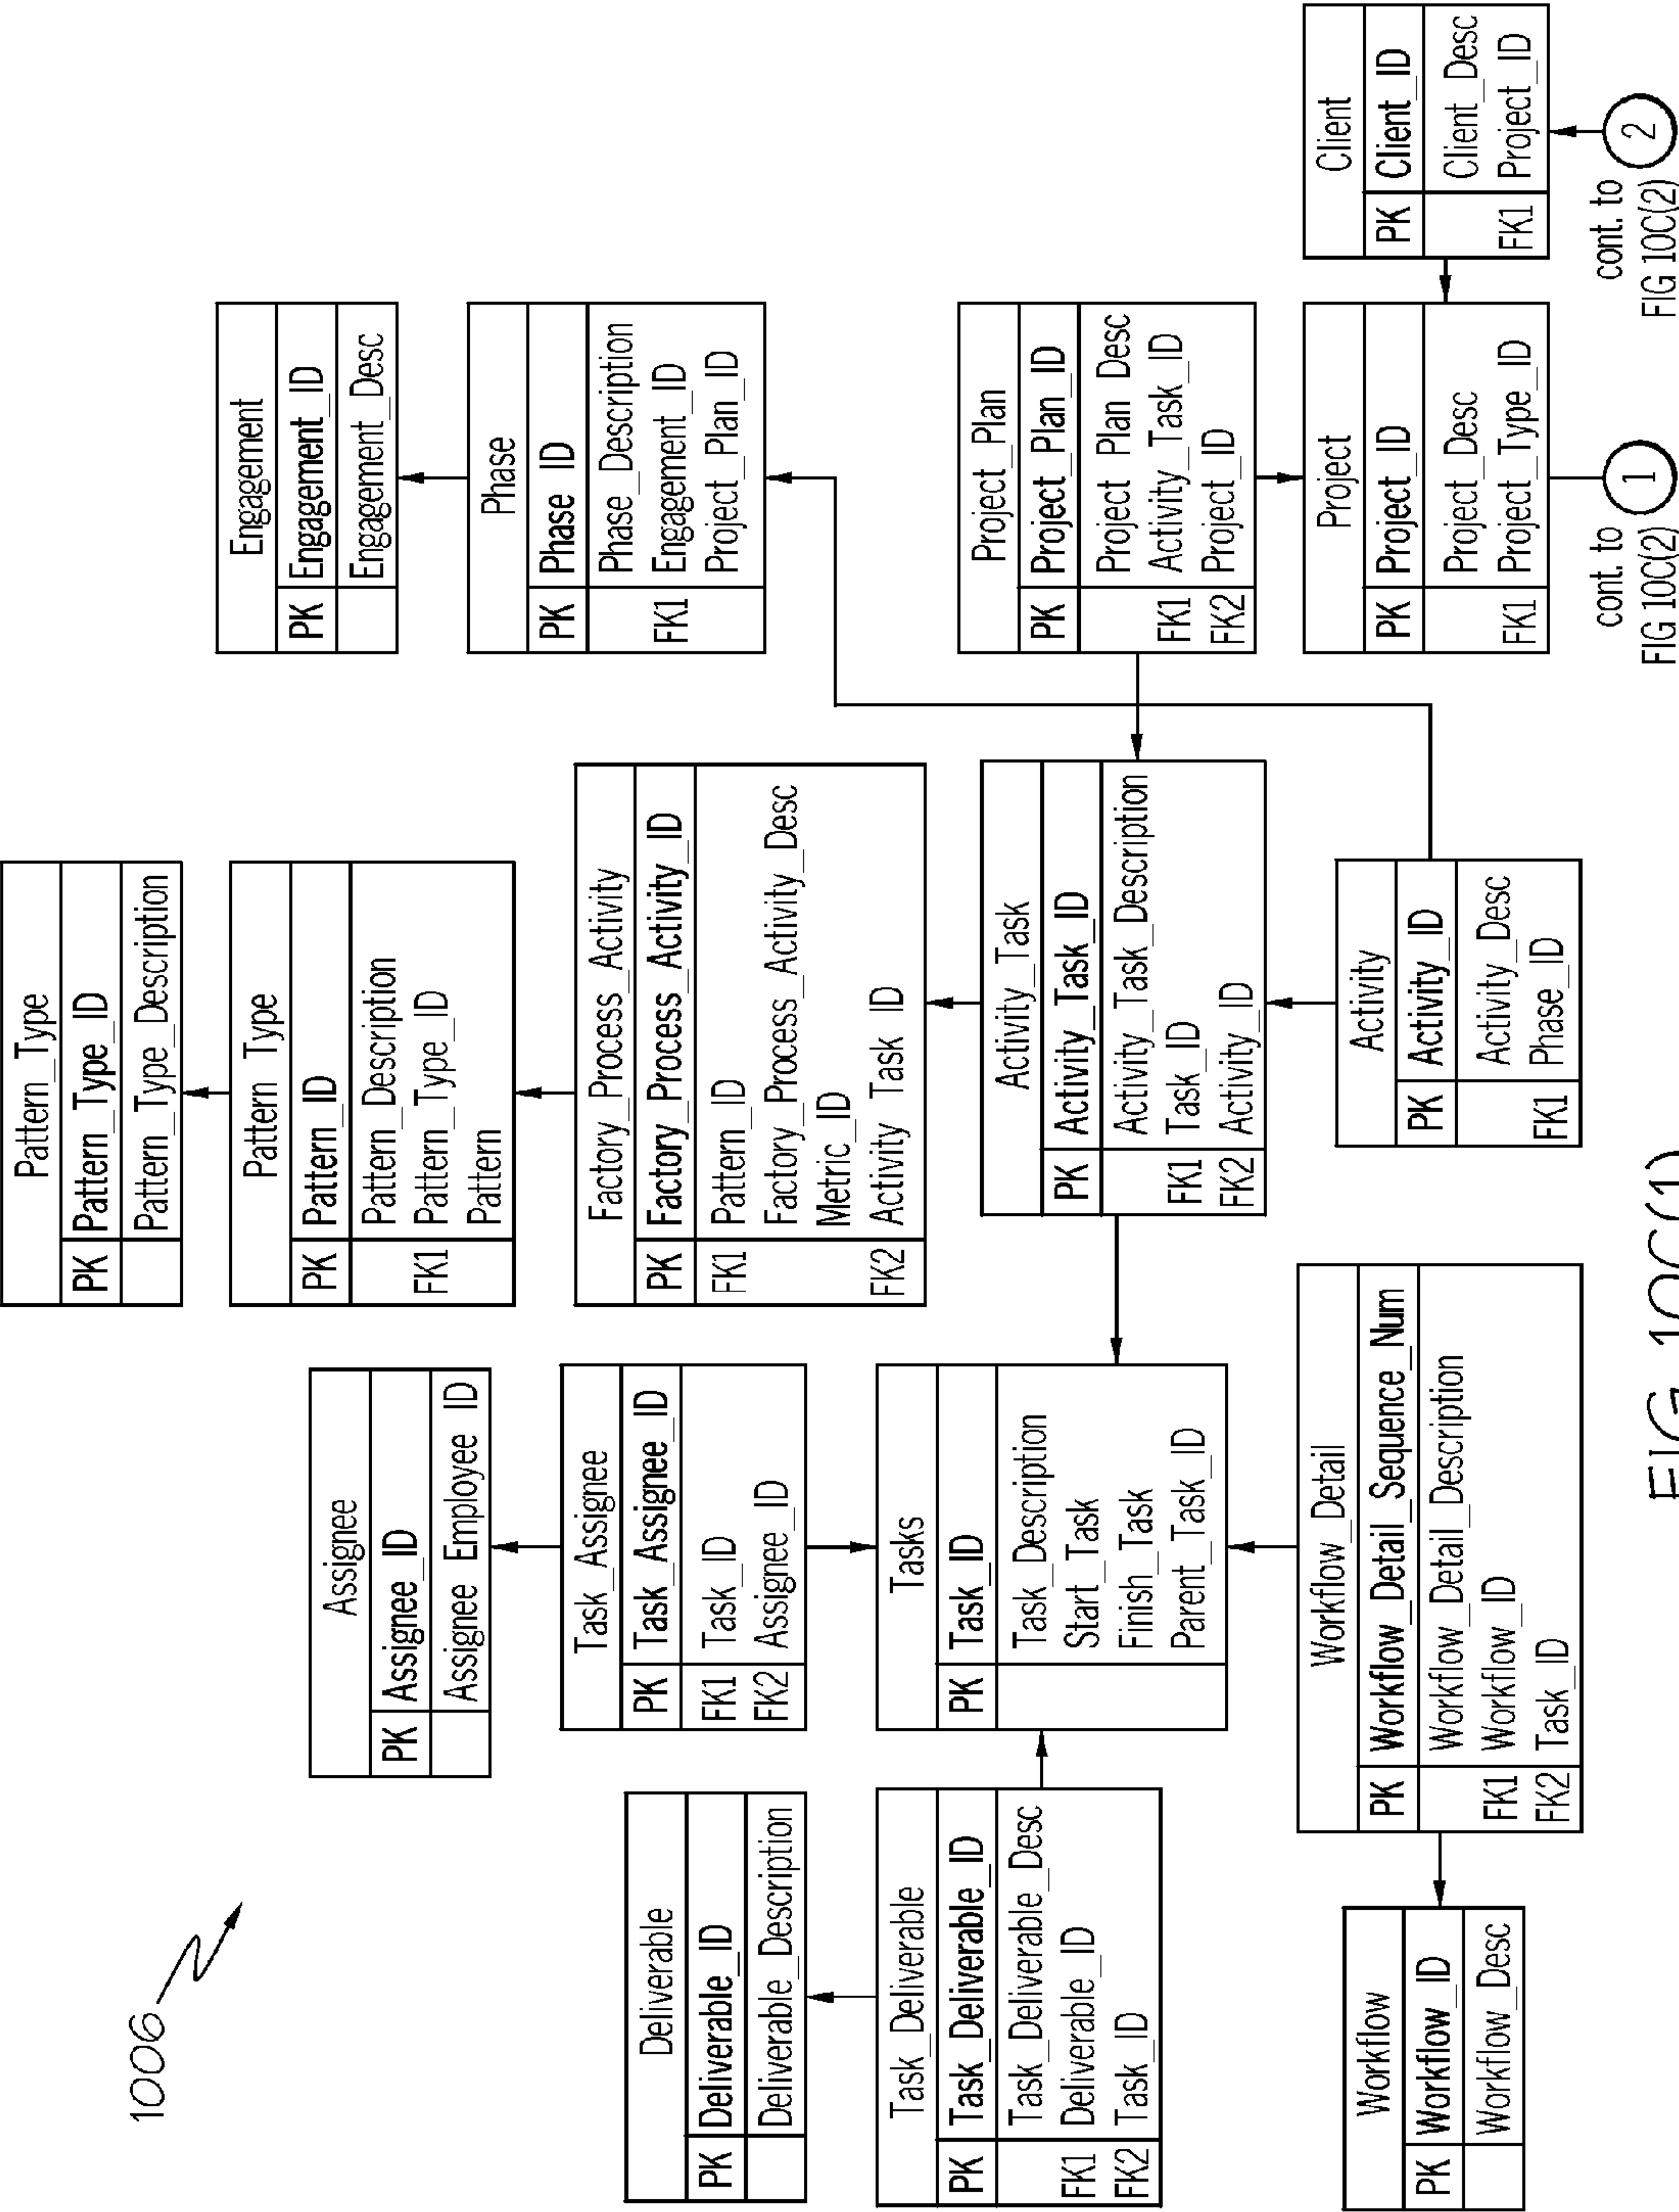 1006
Pattern_Type
PK Pattern_Type_ID
Pattern_Type_Description
Pattern_Type
PK Pattern_ID
Pattern_Description
FK1 Pattern_Type_ID
Pattern
Engagement
PK Engagement_ID
Engagement_Desc
Assignee
PK Assignee_ID
Assignee_Employee_ID
Phase
PK Phase_ID
Phase_Description
FK1 Engagement_ID
Project_Plan_ID
Task_Assignee
PK Task_Assignee_ID
FK1 Task_ID
FK2 Assignee_ID
Factory_Process_Activity
PK Factory_Process_Activity_ID
FK1 Pattern_ID
Factory_Process_Activity_Desc
Metric_ID
FK2 Activity_Task_ID
Deliverable
PK Deliverable_ID
Deliverable_Description
Task_Deliverable
PK Task_Deliverable_ID
Task_Deliverable_Desc
FK1 Deliverable_ID
FK2 Task_ID
Tasks
PK Task_ID
Task_Description
Start_Task
Finish_Task
Parent_Task_ID
Activity_Task
PK Activity_Task_ID
Activity_Task_Description
FK1 Task_ID
FK2 Activity_ID
Project_Plan
PK Project_Plan_ID
Project_Plan_Desc
FK1 Activity_Task_ID
FK2 Project_ID
Workflow
PK Workflow_ID
Workflow_Desc
Workflow_Detail
PK Workflow_Detail_Sequence_Num
Workflow_Detail_Description
FK1 Workflow_ID
FK2 Task_ID
Activity
PK Activity_ID
Activity_Desc
FK1 Phase_ID
Project
PK Project_ID
Project_Desc
FK1 Project_Type_ID
Client
PK Client_ID
Client_Desc
FK1 Project_ID
cont. to
FIG 10C(2)
1
cont. to
FIG 10C(2)
2
FIG 10C(1)